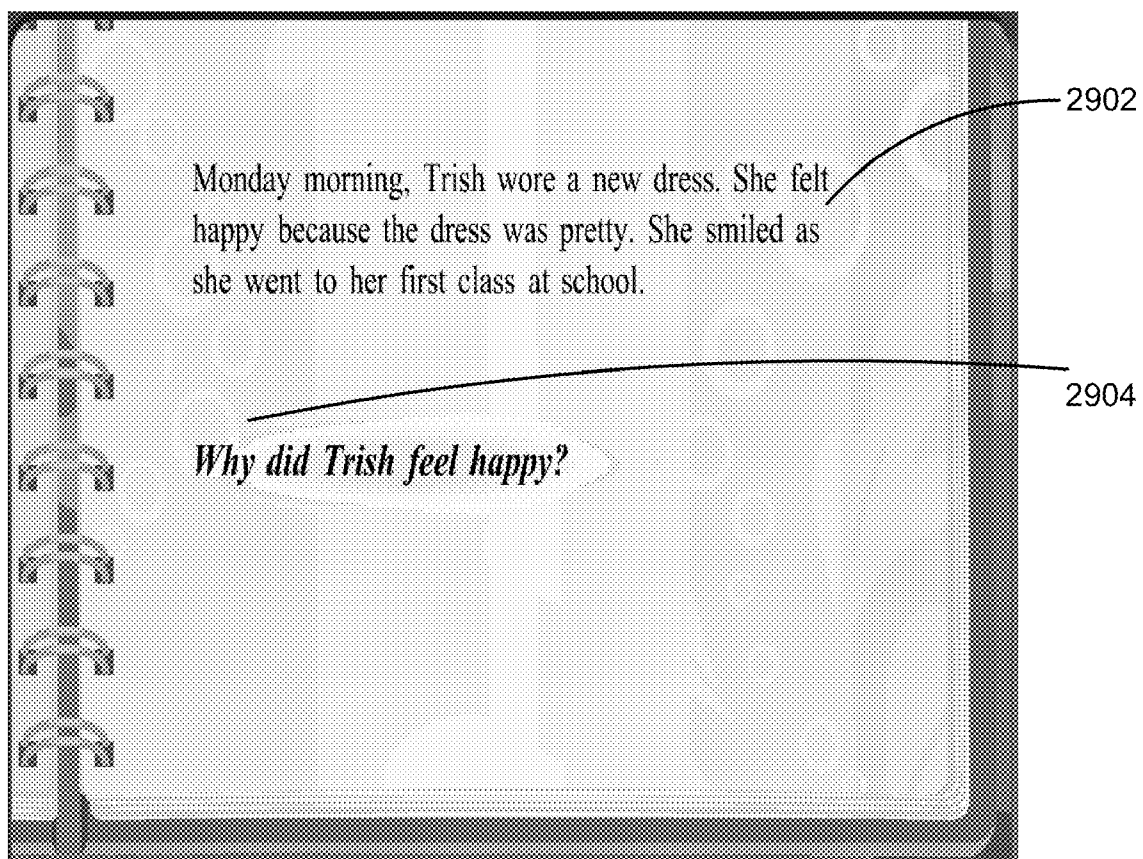 2902
Monday morning, Trish wore a new dress. She felt
happy because the dress was pretty. She smiled as
she went to her first class at school.
2904
Why did Trish feel happy?